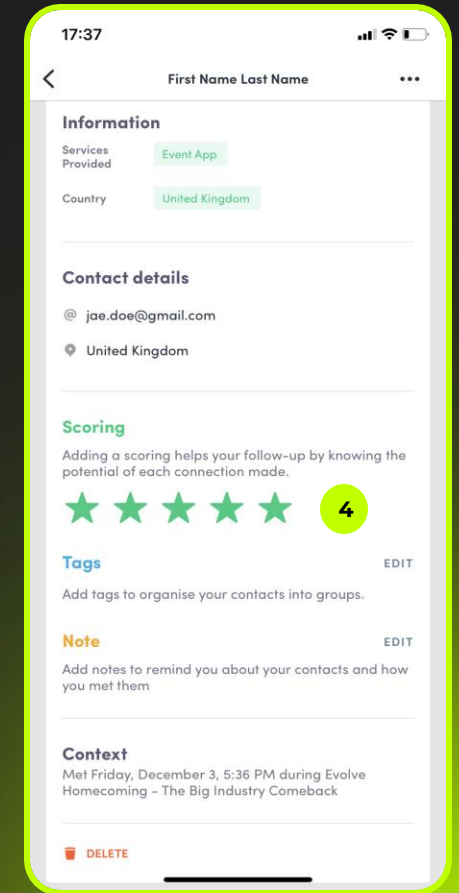 17:37
First Name Last Name
Information
Services
Provided
Event App
Country
United Kingdom
Contact details
@ jae.doe@gmail.com
United Kingdom
Scoring
Adding a scoring helps your follow-up by knowing the
potential of each connection made.
4
Tags
EDIT
Add tags to organise your contacts into groups.
Note
EDIT
Add notes to remind you about your contacts and how
you met them
Context
Met Friday, December 3, 5:36 PM during Evolve
Homecoming - The Big Industry Comeback
DELETE